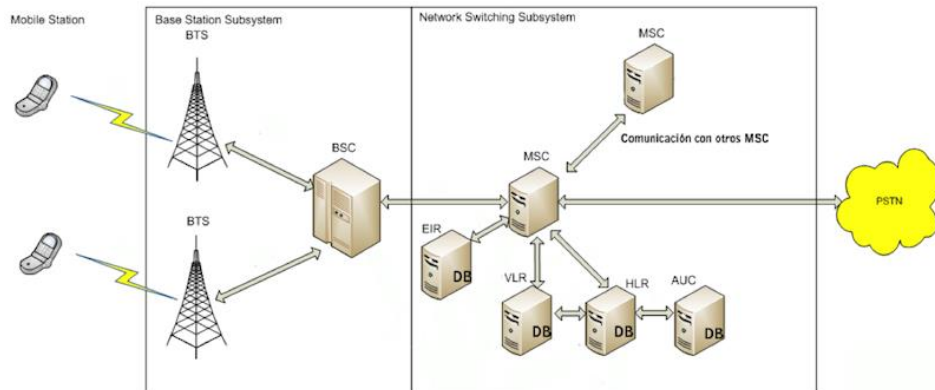 Mobile Station
Base Station Subsystem
Network Switching Subsystem
BTS
MSC
Comunicación con otros MSC
BSC
MSC
PSTN
BTS
EIR
DB
VLR
HLR
AUC
DB
DB
DB